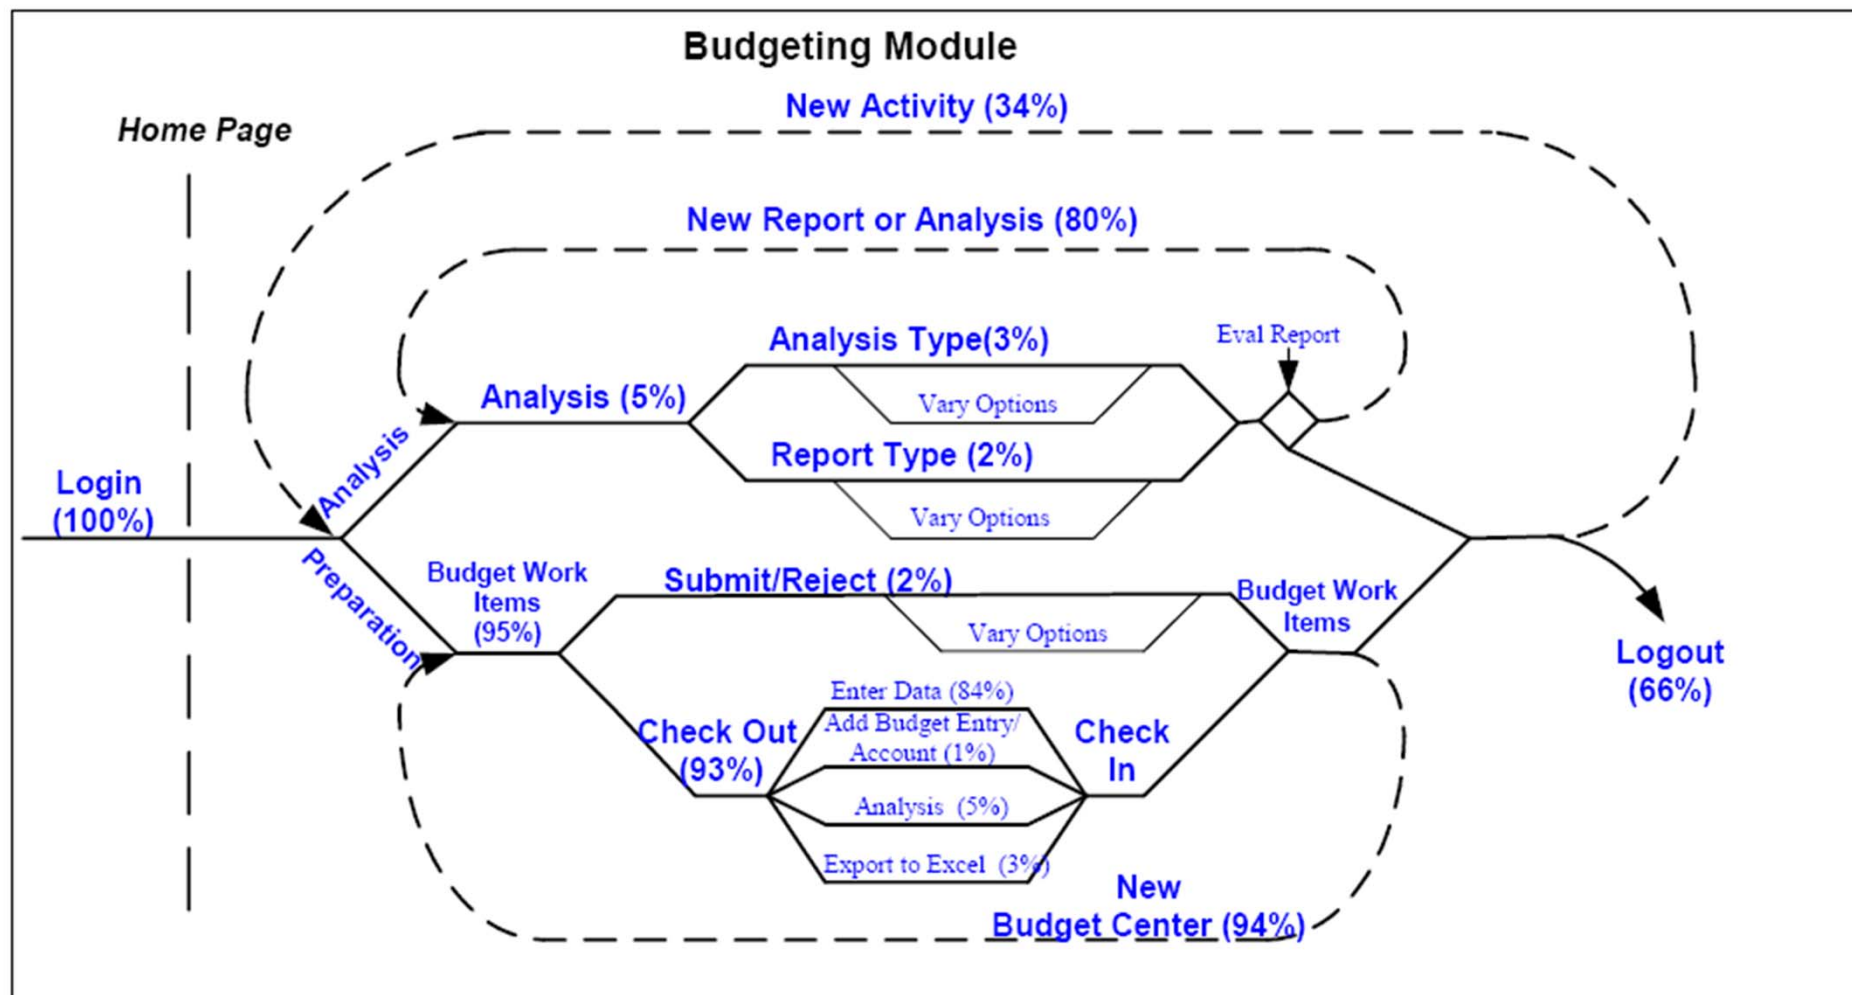 Budgeting Module
New Activity (34%)
Home Page
New Report or Analysis (80%)
Analysis Type(3%)
Eval Report
Vary Options
Analysis (5%)
Analysis
Report Type (2%)
Vary Options
Login
(100%)
Preparation
Budget Work
Items
(95%)
Submit/Reject (2%)
Vary Options
Budget Work
Items
Logout
(66%)
Enter Data (84%)
Add Budget Entry/
Account (1%)
Check Out
(93%)
Check
In
Analysis (5%)
Export to Excel (3%)
New
Budget Center (94%)